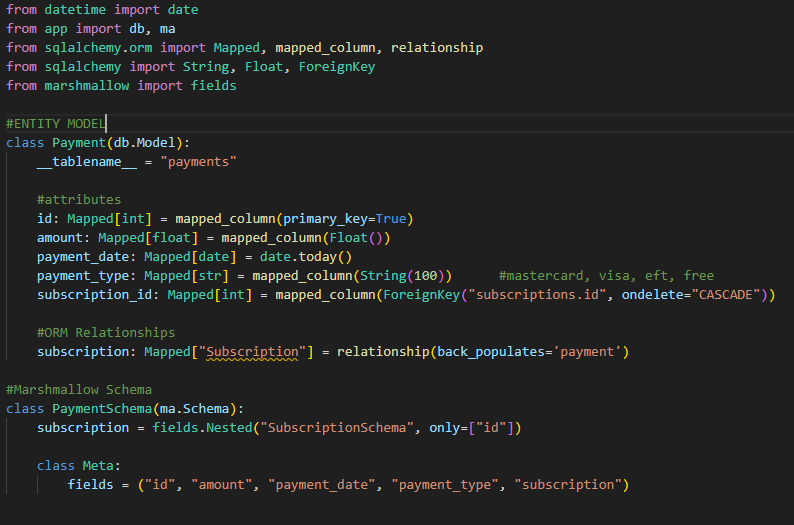 from datetime import date
from app import db, ma
from sqlalchemy.orm import Mapped, mapped_column, relationship
from sqlalchemy import String, Float, ForeignKey
from marshmallow import fields

#ENTITY MODEL
class Payment(db.Model):
    __tablename__ = "payments"

    #attributes
    id: Mapped[int] = mapped_column(primary_key=True)
    amount: Mapped[float] = mapped_column(Float())
    payment_date: Mapped[date] = date.today()
    payment_type: Mapped[str] = mapped_column(String(100))      #mastercard, visa, eft, free
    subscription_id: Mapped[int] = mapped_column(ForeignKey("subscriptions.id", ondelete="CASCADE"))

    #ORM Relationships
    subscription: Mapped["Subscription"] = relationship(back_populates='payment')

#Marshmallow Schema
class PaymentSchema(ma.Schema):
    subscription = fields.Nested("SubscriptionSchema", only=["id"])

    class Meta:
        fields = ("id", "amount", "payment_date", "payment_type", "subscription")